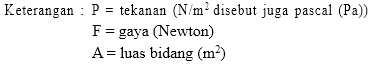 Keterangan : P = tekanan (N/m² disebut juga pascal (Pa))
F = gaya (Newton)
A = luas bidang (m²)